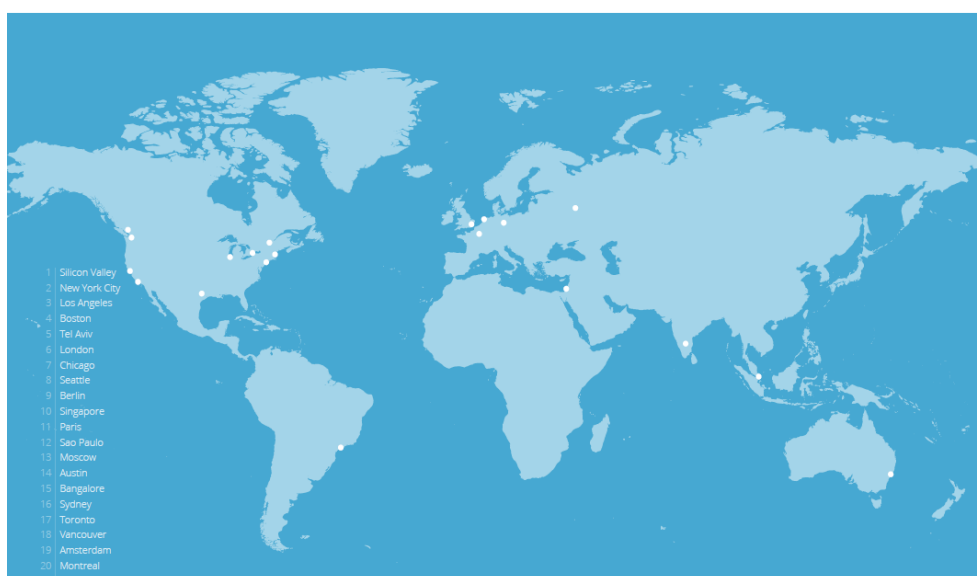 1 Silicon Valley
2 New York City
3 Los Angeles
4 Boston
5 Tel Aviv
6 London
7 Chicago
8 Seattle
9 Berlin
10 Singapore
11 Paris
12 Sao Paulo
13 Moscow
14 Austin
15 Bangalore
16 Sydney
17 Toronto
18 Vancouver
19 Amsterdam
20 Montreal